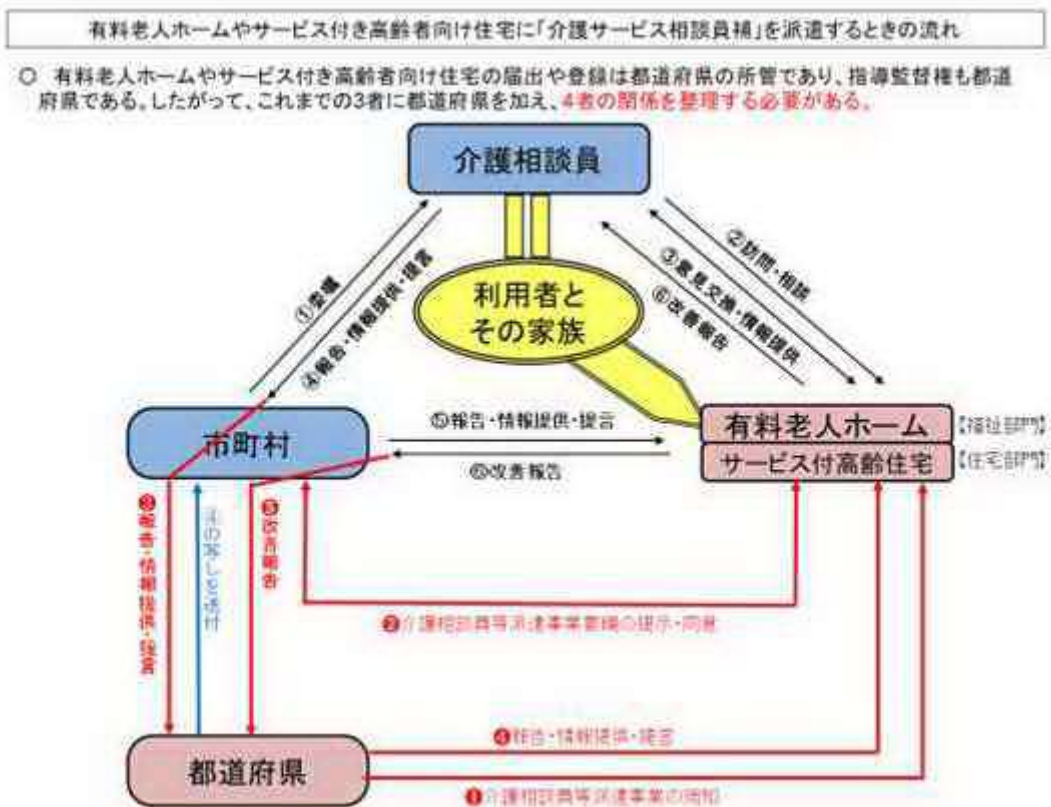 有料老人ホームやサービス付き高齢者向け住宅に「介護サービス相談員補」を派遣するときの流れ
○ 有料老人ホームやサービス付き高齢者向け住宅の届出や登録は都道府県の所管であり、指導監督権も都道
府県である。したがって、これまでの3者に都道府県を加え、4者の関係を整理する必要がある。
介護相談員
①委嘱
④報告・情報提供・提言
利用者と
その家族
②訪問・相談
③意見交換・情報提供
⑥改善報告
市町村
⑤報告・情報提供・提言
⑥改善報告
有料老人ホーム
【福祉部門】
サービス付高齢住宅
【住宅部門】
❸報告・情報提供・提言
④の写しを送付
❺改善報告
❷介護相談員等派遣事業要綱の提示・同意
❹報告・情報提供・提言
都道府県
❶介護相談員等派遣事業の周知